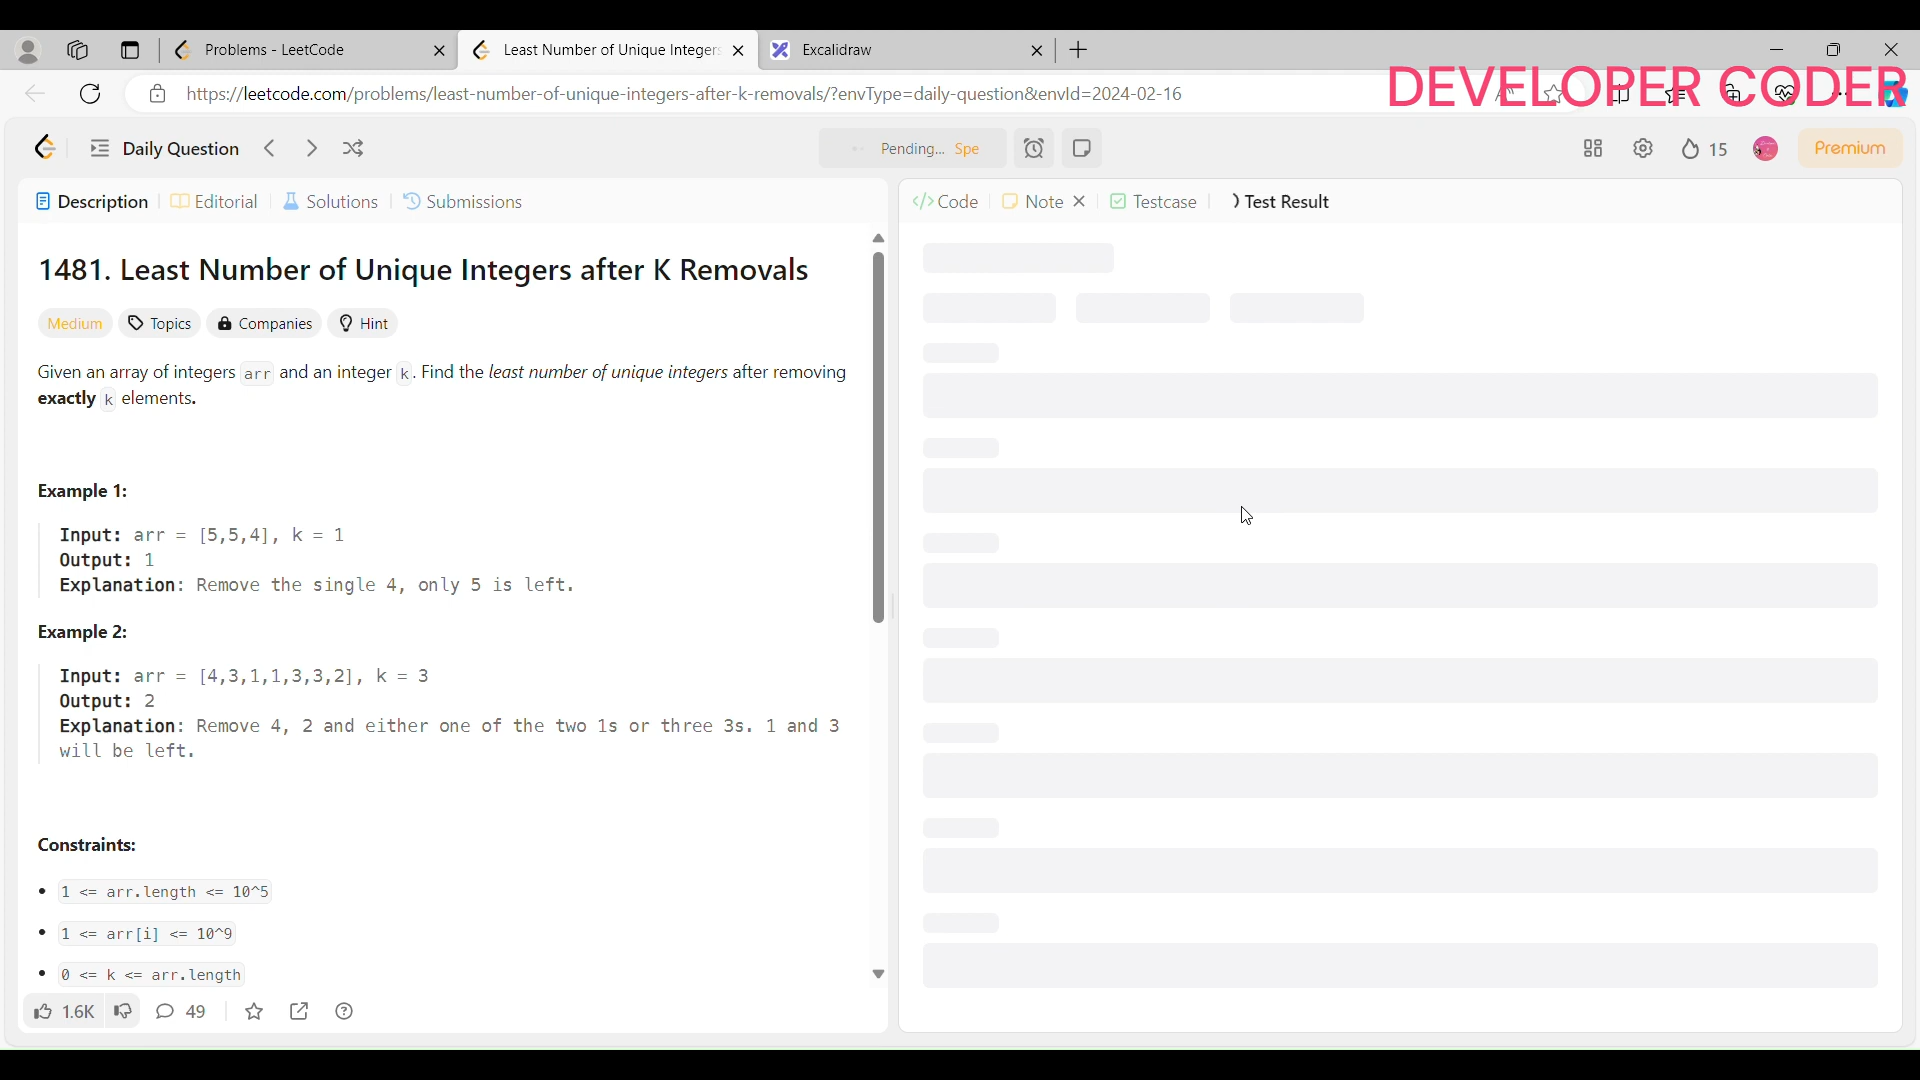 Problems - LeetCode
Least Number of Unique Integers
Excalidraw
https://leetcode.com/problems/least-number-of-unique-integers-after-k-removals/?envType=daily-question&envId=2024-02-16
DEVELOPER CODER
Daily Question
Pending... Spe
15
Premium
Description
Editorial
Solutions
Submissions
</> Code
Note
Testcase
Test Result
1481. Least Number of Unique Integers after K Removals
Medium
Topics
Companies
Hint
Given an array of integers arr and an integer k. Find the least number of unique integers after removing
exactly k elements.
Example 1:
Input: arr = [5,5,4], k = 1
Output: 1
Explanation: Remove the single 4, only 5 is left.
Example 2:
Input: arr = [4,3,1,1,3,3,2], k = 3
Output: 2
Explanation: Remove 4, 2 and either one of the two 1s or three 3s. 1 and 3
will be left.
Constraints:
• 1 <= arr.length <= 10^5
• 1 <= arr[i] <= 10^9
• 0 <= k <= arr.length
1.6K
49